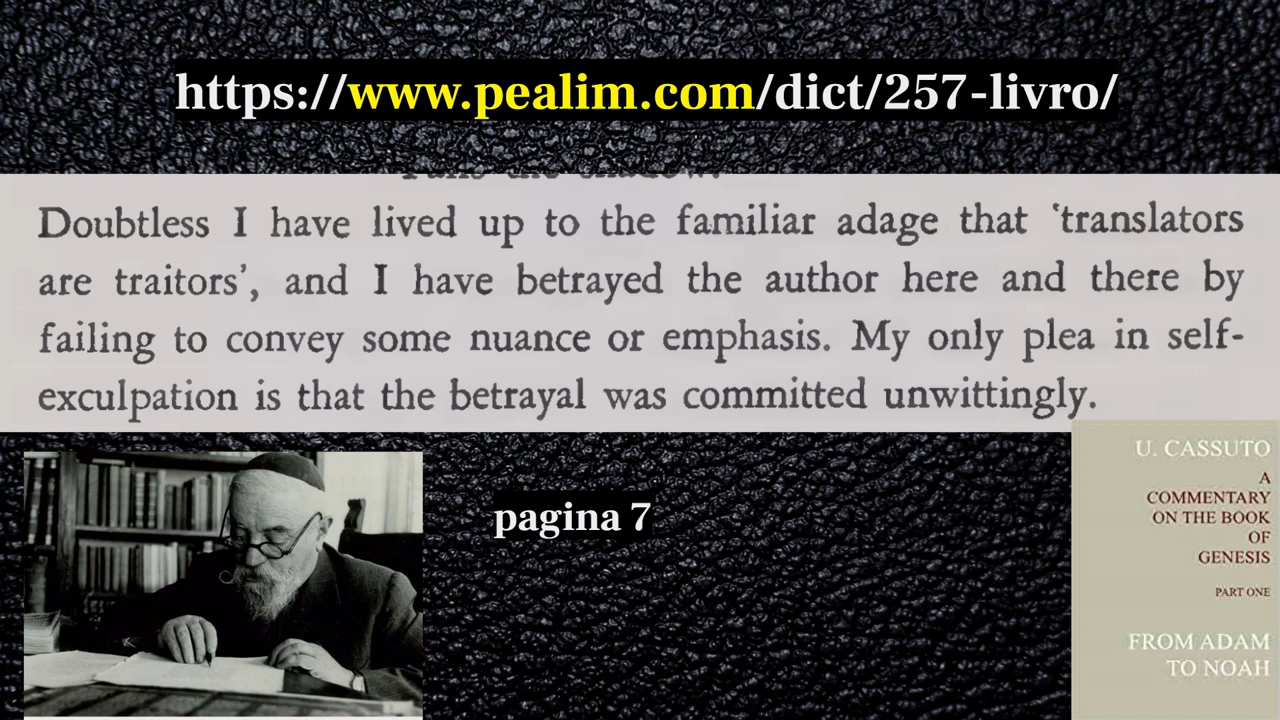 https://www.pealim.com/dict/257-livro/
Doubtless I have lived up to the familiar adage that ‘translators
are traitors’, and I have betrayed the author here and there by
failing to convey some nuance or emphasis. My only plea in self-
exculpation is that the betrayal was committed unwittingly.
pagina 7
U. CASSUTO
A
COMMENTARY
ON THE BOOK
OF
GENESIS
PART ONE
FROM ADAM
TO NOAH